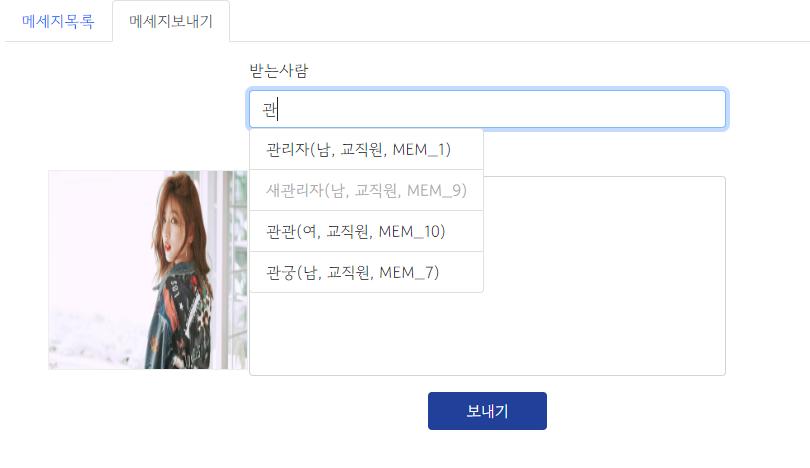 메세지목록
메세지보내기
받는사람
관
관리자(남, 교직원, MEM_1)
새관리자(남, 교직원, MEM_9)
관관(여, 교직원, MEM_10)
관궁(남, 교직원, MEM_7)
보내기